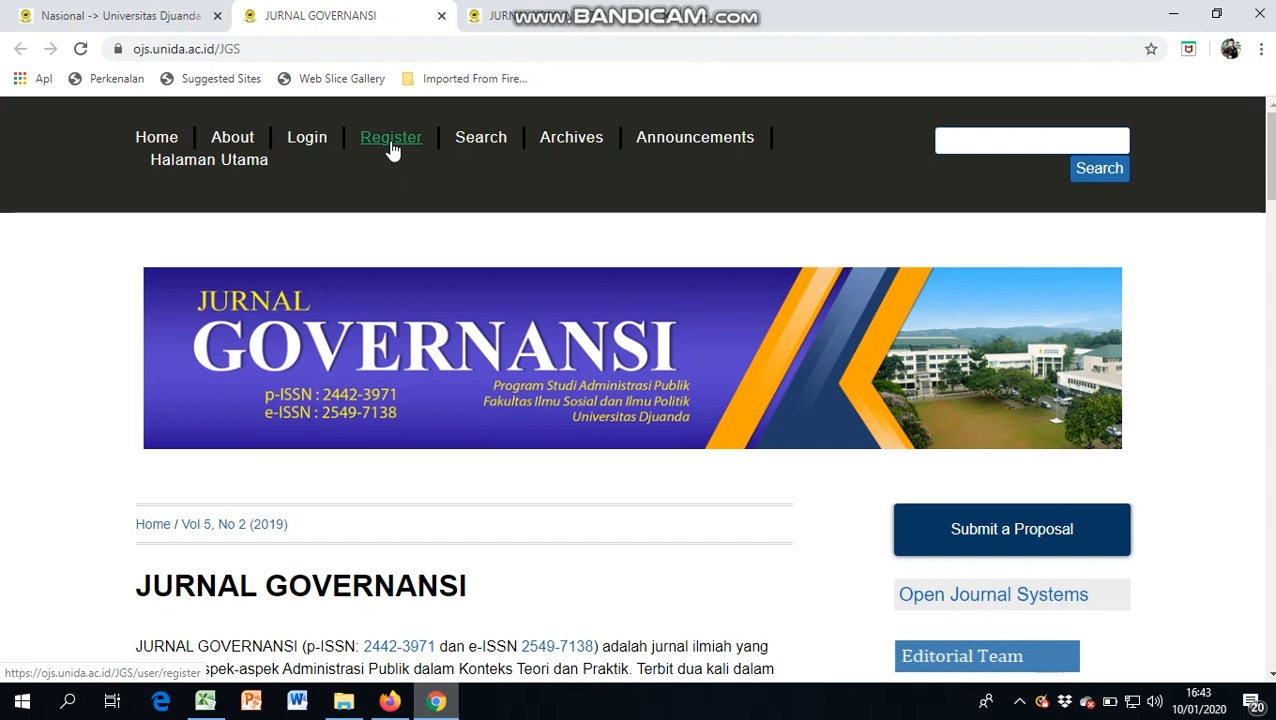 Nasional -> Universitas Djuanda
JURNAL GOVERNANSI
WWW.BANDICAM.COM
ojs.unida.ac.id/JGS
Apl
Perkenalan
Suggested Sites
Web Slice Gallery
Imported From Fire...
Home
About
Login
Register
Search
Archives
Announcements
Halaman Utama
Search
JURNAL
GOVERNANSI
p-ISSN : 2442-3971
e-ISSN : 2549-7138
Program Studi Administrasi Publik
Fakultas Ilmu Sosial dan Ilmu Politik
Universitas Djuanda
Home / Vol 5, No 2 (2019)
Submit a Proposal
JURNAL GOVERNANSI
Open Journal Systems
JURNAL GOVERNANSI (p-ISSN: 2442-3971 dan e-ISSN 2549-7138) adalah jurnal ilmiah yang
Editorial Team
https://ojs.unida.ac.id/JGS/user/register
spek-aspek Administrasi Publik dalam Konteks Teori dan Praktik. Terbit dua kali dalam
16:43
10/01/2020
20